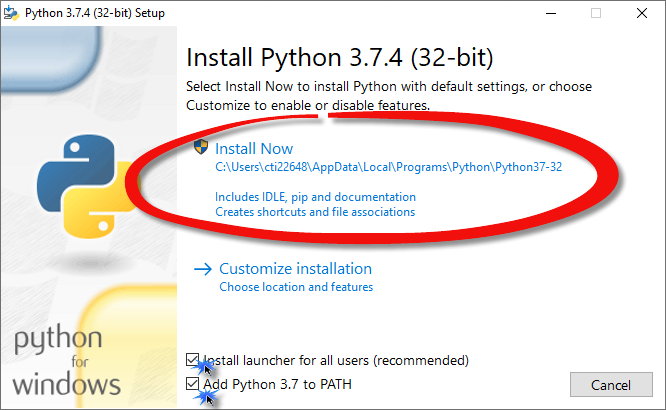 Python 3.7.4 (32-bit) Setup
Install Python 3.7.4 (32-bit)
Select Install Now to install Python with default settings, or choose
Customize to enable or disable features.
Install Now
C:\Users\cti22648\AppData\Local\Programs\Python\Python37-32
Includes IDLE, pip and documentation
Creates shortcuts and file associations
Customize installation
Choose location and features
python
for
windows
Install launcher for all users (recommended)
Add Python 3.7 to PATH
Cancel